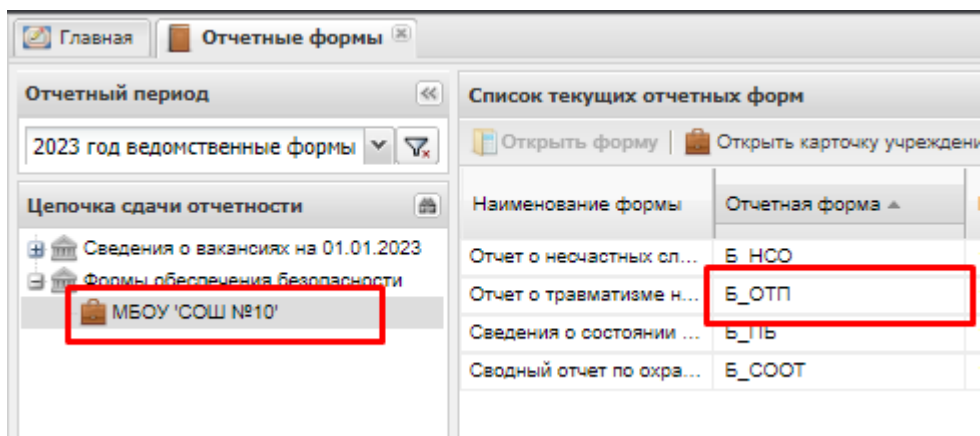 Главная
Отчетные формы
Отчетный период
2023 год ведомственные формы
Цепочка сдачи отчетности
Сведения о вакансиях на 01.01.2023
Формы обеспечения безопасности
МБОУ 'СОШ №10'
Список текущих отчетных форм
Открыть форму
Открыть карточку учреждени
Наименование формы Отчетная форма
Отчет о несчастных сл... Б_НСО
Отчет о травматизме н... Б_ОТП
Сведения о состоянии ... Б_ПБ
Сводный отчет по охра... Б_СООТ